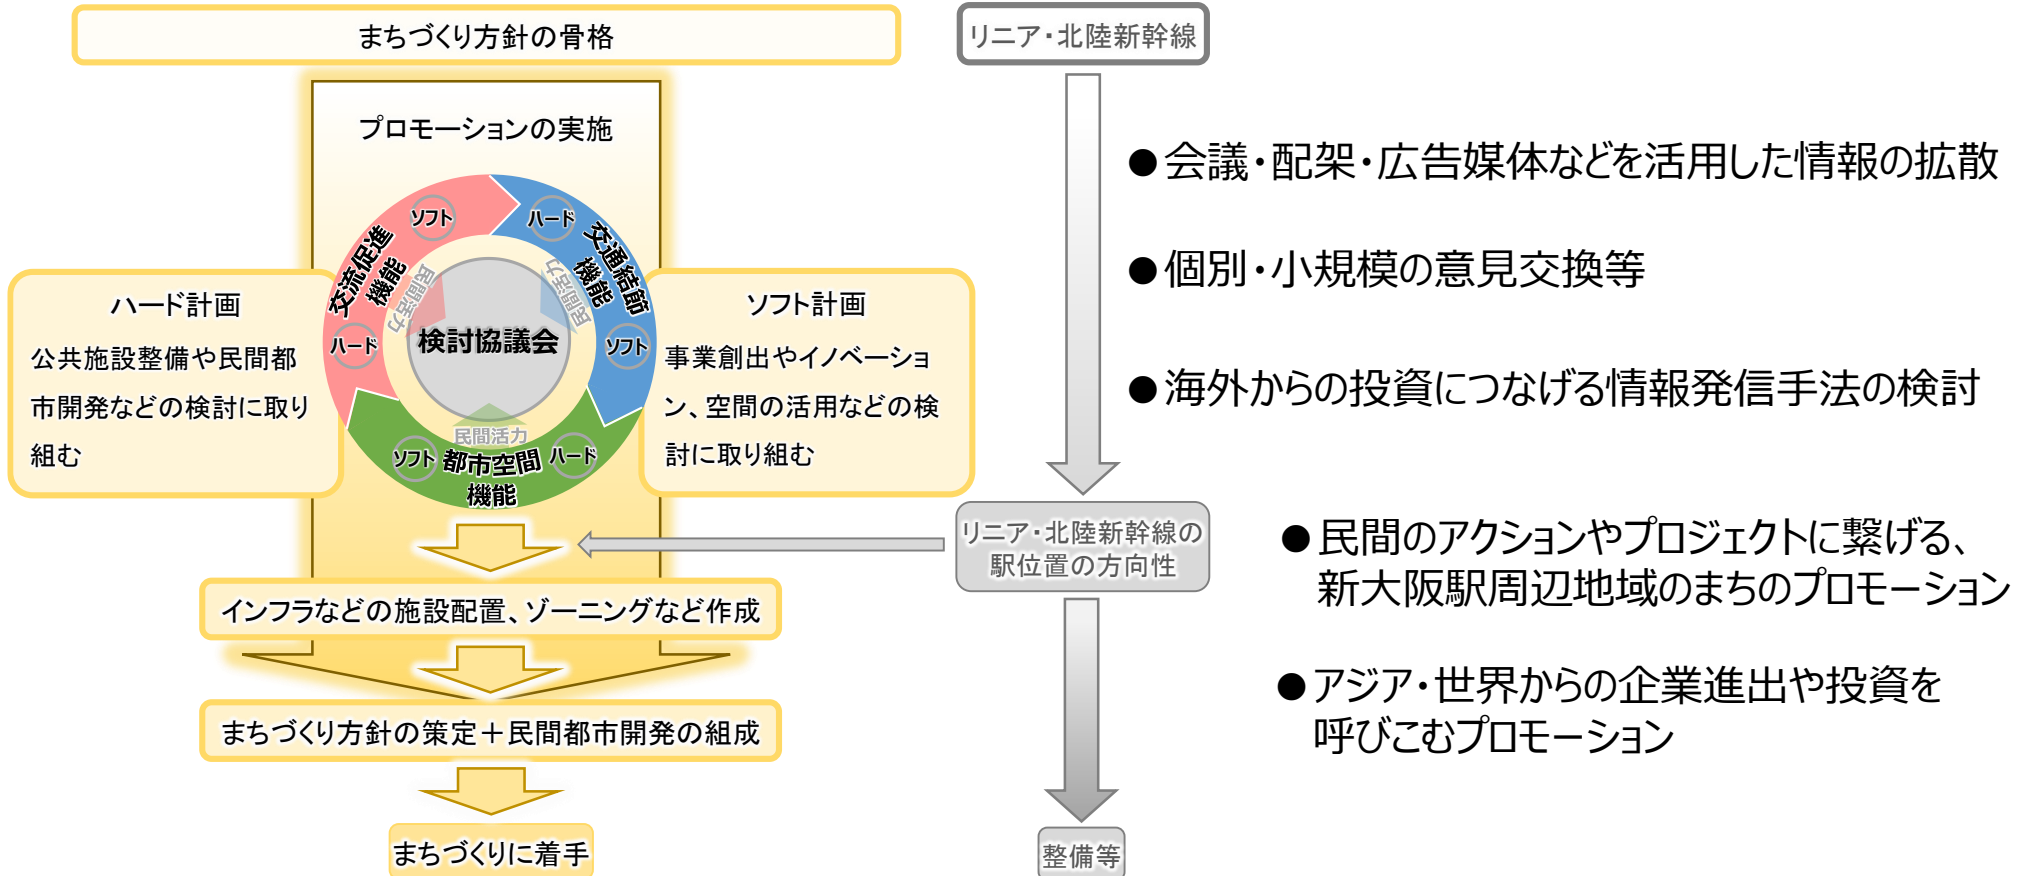 まちづくり方針の骨格
リニア・北陸新幹線
プロモーションの実施
ソフト
ハード
交流促進
機能
交通結節
機能
民間活力
民間活力
ハード
検討協議会
ソフト
民間活力
ソフト
都市空間
機能
ハード
ハード計画
公共施設整備や民間都
市開発などの検討に取り
組む
ソフト計画
事業創出やイノベーショ
ン、空間の活用などの検
討に取り組む
リニア・北陸新幹線の
駅位置の方向性
インフラなどの施設配置、ゾーニングなど作成
まちづくり方針の策定＋民間都市開発の組成
まちづくりに着手
整備等
●会議・配架・広告媒体などを活用した情報の拡散
●個別・小規模の意見交換等
●海外からの投資につなげる情報発信手法の検討
●民間のアクションやプロジェクトに繋げる、
新大阪駅周辺地域のまちのプロモーション
●アジア・世界からの企業進出や投資を
呼びこむプロモーション